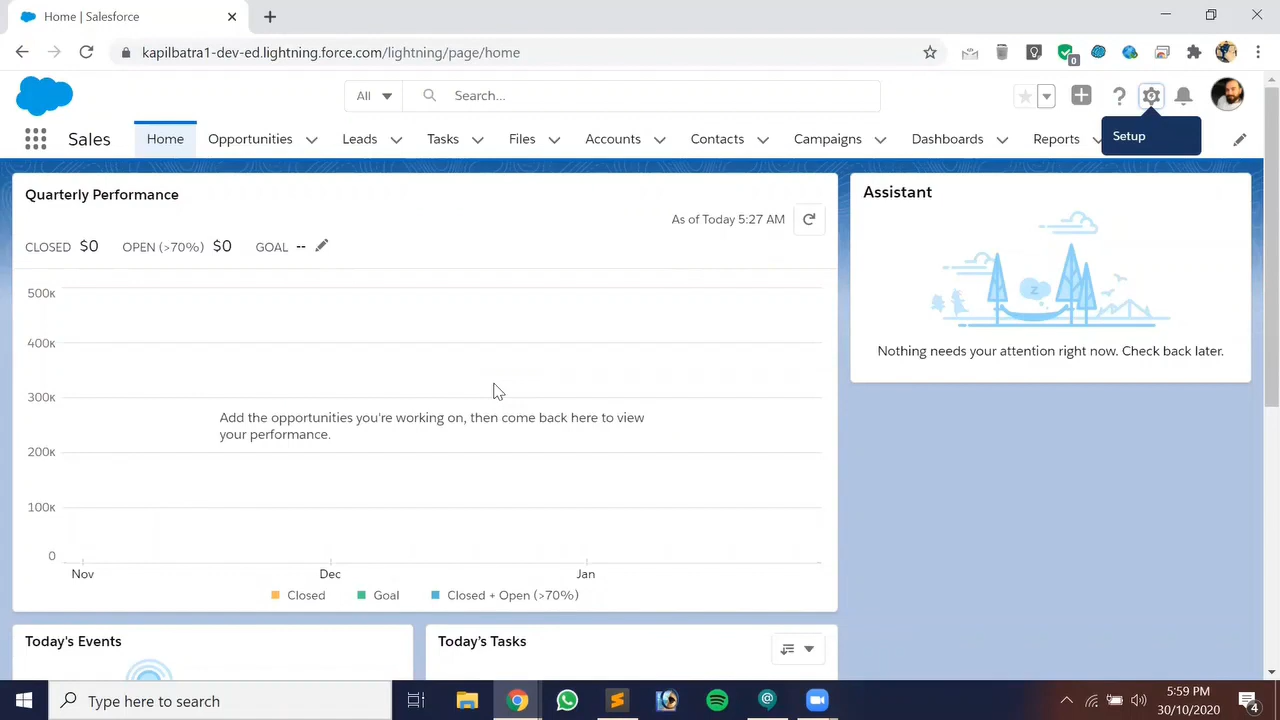 Home | Salesforce
kapilbatra1-dev-ed.lightning.force.com/lightning/page/home
0
All
Search...
Setup
Sales
Home
Opportunities
Leads
Tasks
Files
Accounts
Contacts
Campaigns
Dashboards
Reports
Quarterly Performance
As of Today 5:27 AM
CLOSED $0 OPEN (>70%) $0 GOAL --
500K
400K
300K
200K
100K
0
Add the opportunities you're working on, then come back here to view
your performance.
Nov Dec Jan
Closed Goal Closed + Open (>70%)
Assistant
z
Nothing needs your attention right now. Check back later.
Today's Events
Today's Tasks
Type here to search
5:59 PM
30/10/2020
4